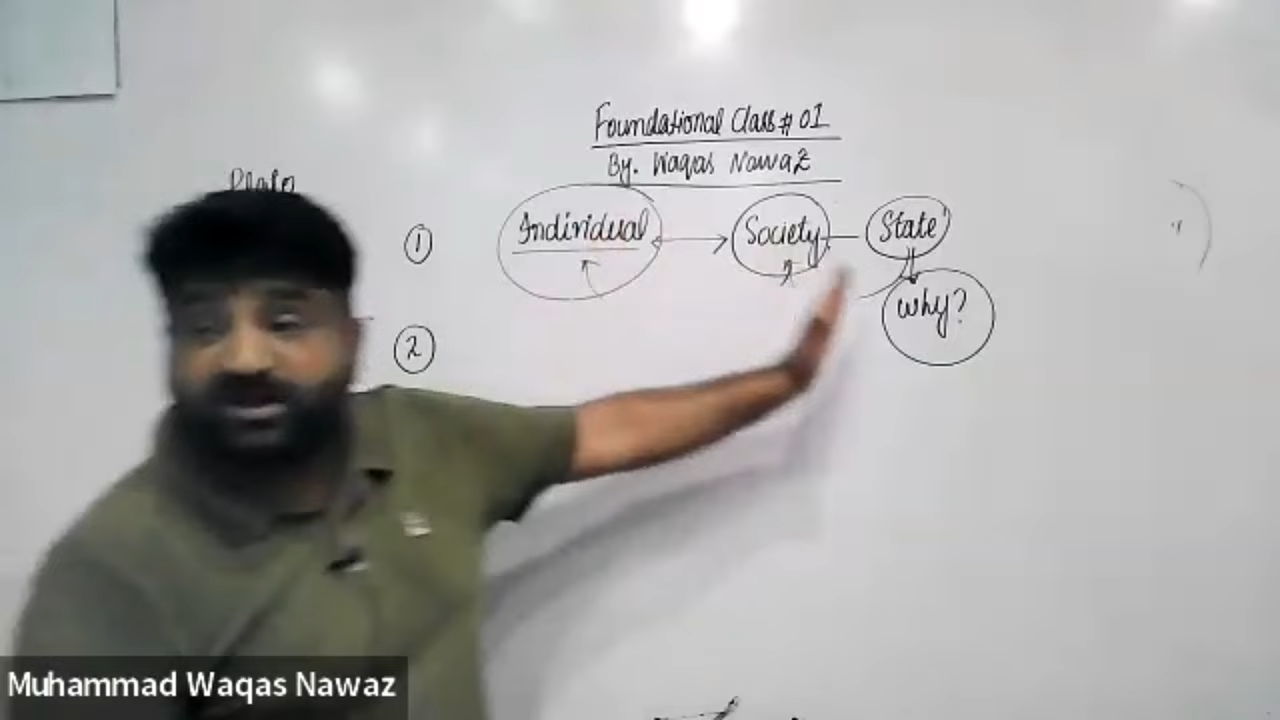 Foundational Class # 01
By. Waqas Nawaz
Plato
① Individual Society State
why?
②
Muhammad Waqas Nawaz